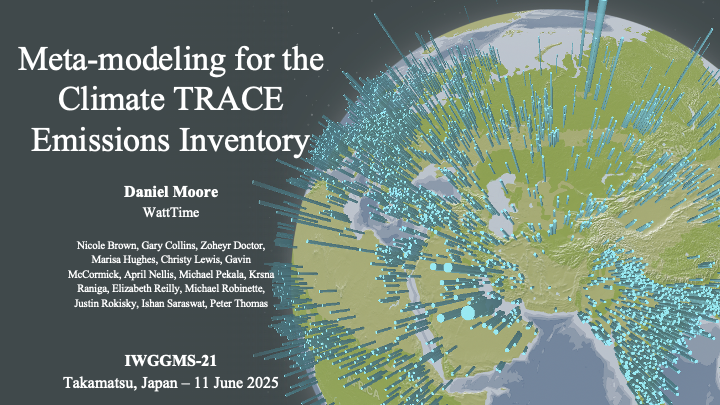 Meta-modeling for the
Climate TRACE
Emissions Inventory
Daniel Moore
WattTime
Nicole Brown, Gary Collins, Zoheyr Doctor,
Marisa Hughes, Christy Lewis, Gavin
McCormick, April Nellis, Michael Pekala, Krsna
Raniga, Elizabeth Reilly, Michael Robinette,
Justin Rokisky, Ishan Saraswat, Peter Thomas
IWGGMS-21
Takamatsu, Japan – 11 June 2025